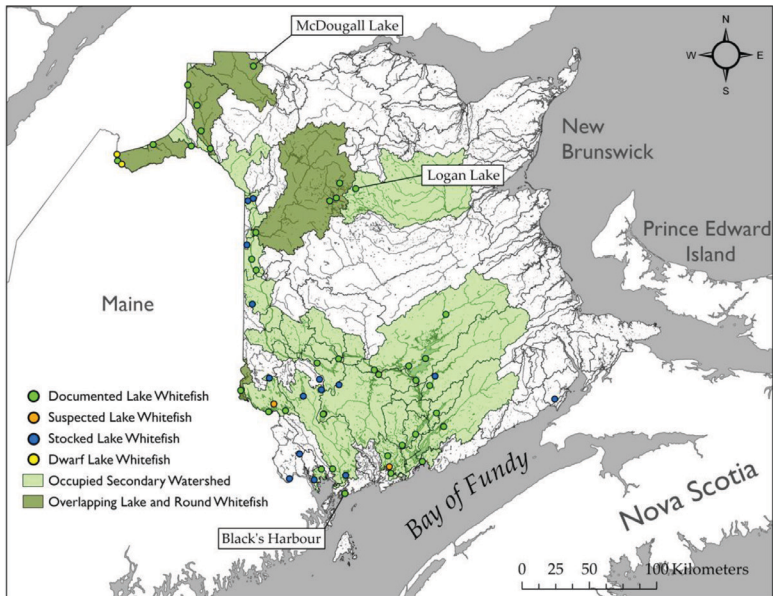 McDougall Lake
N
W
E
S
New
Brunswick
Logan Lake
Prince Edward
Island
Maine
Documented Lake Whitefish
Suspected Lake Whitefish
Stocked Lake Whitefish
Dwarf Lake Whitefish
Occupied Secondary Watershed
Overlapping Lake and Round Whitefish
Bay of Fundy
Nova Scotia
Black's Harbour
0 25 50 100 Kilometers